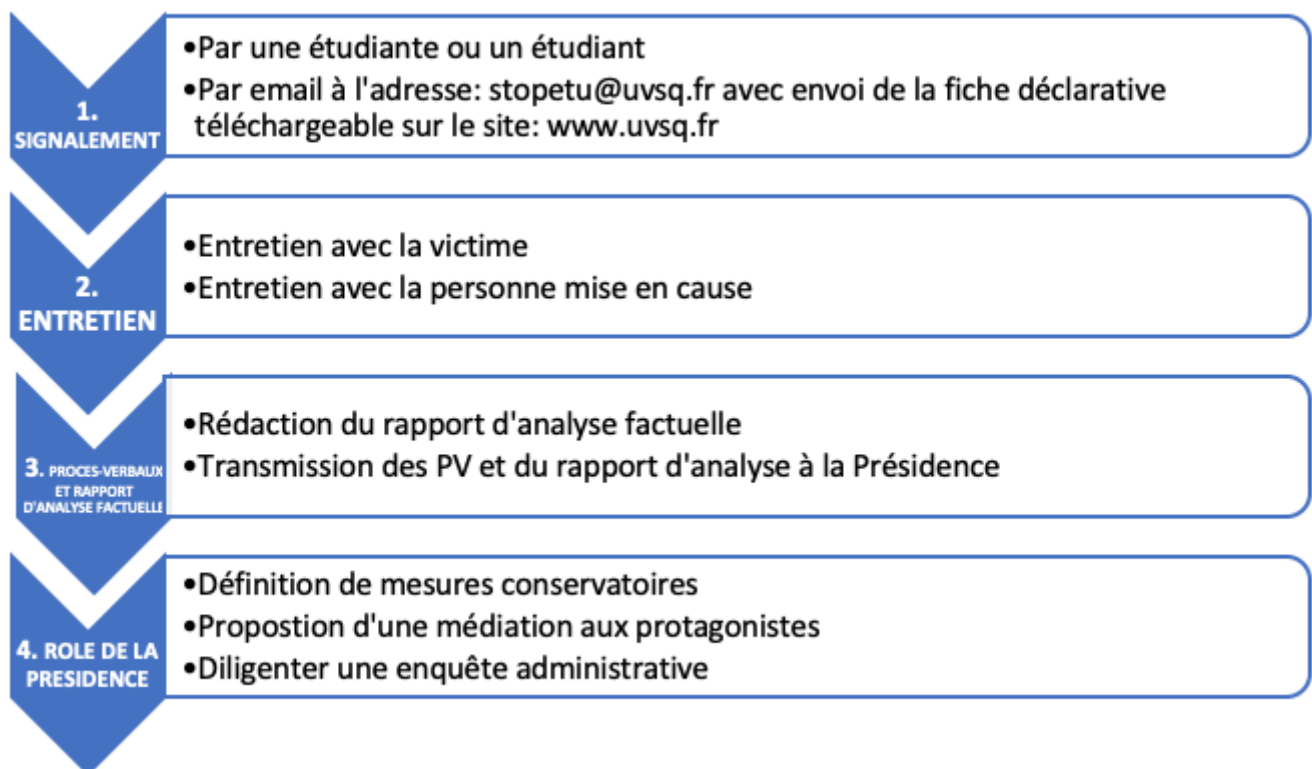 1.
SIGNALEMENT
•Par une étudiante ou un étudiant
•Par email à l'adresse: stopetu@uvsq.fr avec envoi de la fiche déclarative
téléchargeable sur le site: www.uvsq.fr
2.
ENTRETIEN
•Entretien avec la victime
•Entretien avec la personne mise en cause
3. PROCES-VERBAUX
ET RAPPORT
D'ANALYSE FACTUELLE
•Rédaction du rapport d'analyse factuelle
•Transmission des PV et du rapport d'analyse à la Présidence
4. ROLE DE LA
PRESIDENCE
•Définition de mesures conservatoires
•Propostion d'une médiation aux protagonistes
•Diligenter une enquête administrative